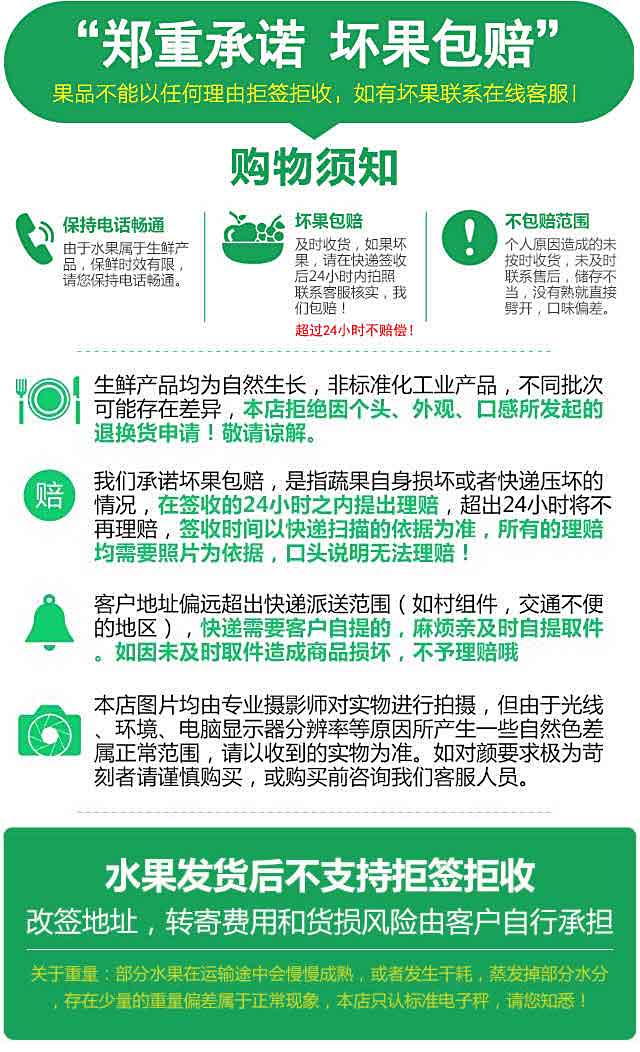 “郑重承诺 坏果包赔”
果品不能以任何理由拒签拒收，如有坏果联系在线客服！
购物须知
保持电话畅通
由于水果属于生鲜产
品，保鲜时效有限，
请您保持电话畅通。
坏果包赔
及时收货，如果坏
果，请在快递签收
后24小时内拍照
联系客服核实，我
们包赔！
超过24小时不赔偿！
不包赔范围
个人原因造成的未
按时收货，未及时
联系售后，储存不
当，没有熟就直接
劈开，口味偏差。
生鲜产品均为自然生长，非标准化工业产品，不同批次
可能存在差异，本店拒绝因个头、外观、口感所发起的
退换货申请！敬请谅解。
赔
我们承诺坏果包赔，是指蔬果自身损坏或者快递压坏的
情况，在签收的24小时之内提出理赔，超出24小时将不
再理赔，签收时间以快递扫描的依据为准，所有的理赔
均需要照片为依据，口头说明无法理赔！
客户地址偏远超出快递派送范围（如村组件，交通不便
的地区），快递需要客户自提的，麻烦亲及时自提取件
。如因未及时取件造成商品损坏，不予理赔哦
本店图片均由专业摄影师对实物进行拍摄，但由于光线
、环境、电脑显示器分辨率等原因所产生一些自然色差
属正常范围，请以收到的实物为准。如对颜要求极为苛
刻者请谨慎购买，或购买前咨询我们客服人员。
水果发货后不支持拒签拒收
改签地址，转寄费用和货损风险由客户自行承担
关于重量：部分水果在运输途中会慢慢成熟，或者发生干耗，蒸发掉部分水分
，存在少量的重量偏差属于正常现象，本店只认标准电子秤，请您知悉！